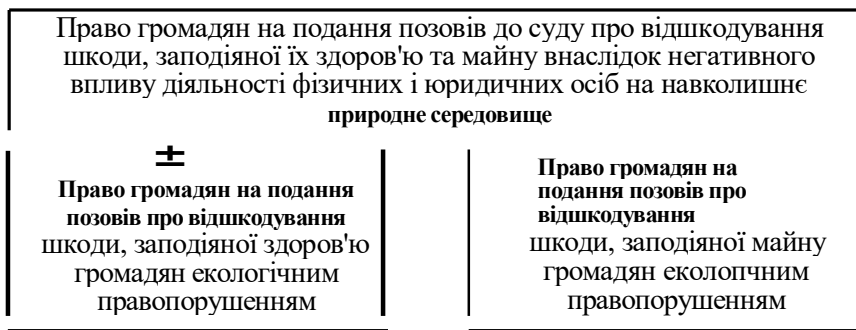 Право громадян на подання позовів до суду про відшкодування
шкоди, заподіяної їх здоров'ю та майну внаслідок негативного
впливу діяльності фізичних і юридичних осіб на навколишнє
природне середовище
±
Право громадян на подання
позовів про відшкодування
шкоди, заподіяної здоров'ю
громадян екологічним
правопорушенням
Право громадян на
подання позовів про
відшкодування
шкоди, заподіяної майну
громадян еколопчним
правопорушенням